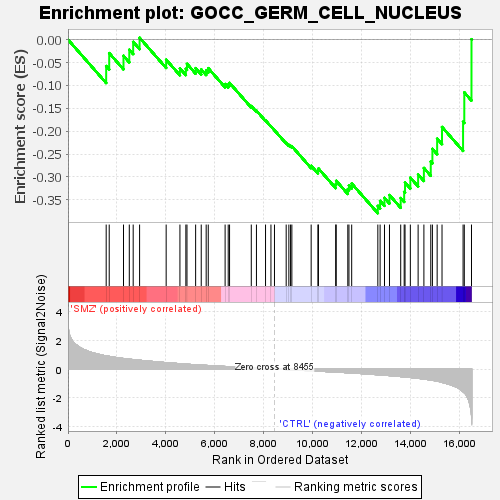 Enrichment plot: GOCC_GERM_CELL_NUCLEUS
Enrichment score (ES)
0.00
-0.05
-0.10
-0.15
-0.20
-0.25
-0.30
-0.35
'SMZ' (positively correlated)
Ranked list metric (Signal2Noise)
4
2
0
-2
-4
Zero cross at 8455
'CTRL' (negatively correlated)
0
2,000
4,000
6,000
8,000
10,000
12,000
14,000
16,000
Rank in Ordered Dataset
Enrichment profile
Hits
Ranking metric scores